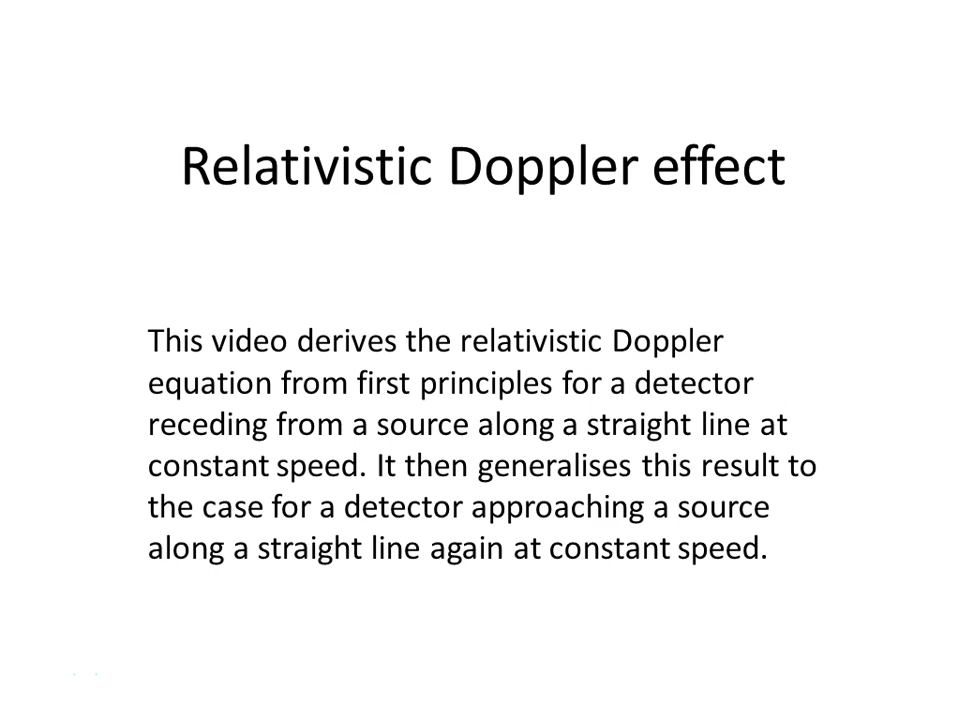 Relativistic Doppler effect
This video derives the relativistic Doppler
equation from first principles for a detector
receding from a source along a straight line at
constant speed. It then generalises this result to
the case for a detector approaching a source
along a straight line again at constant speed.